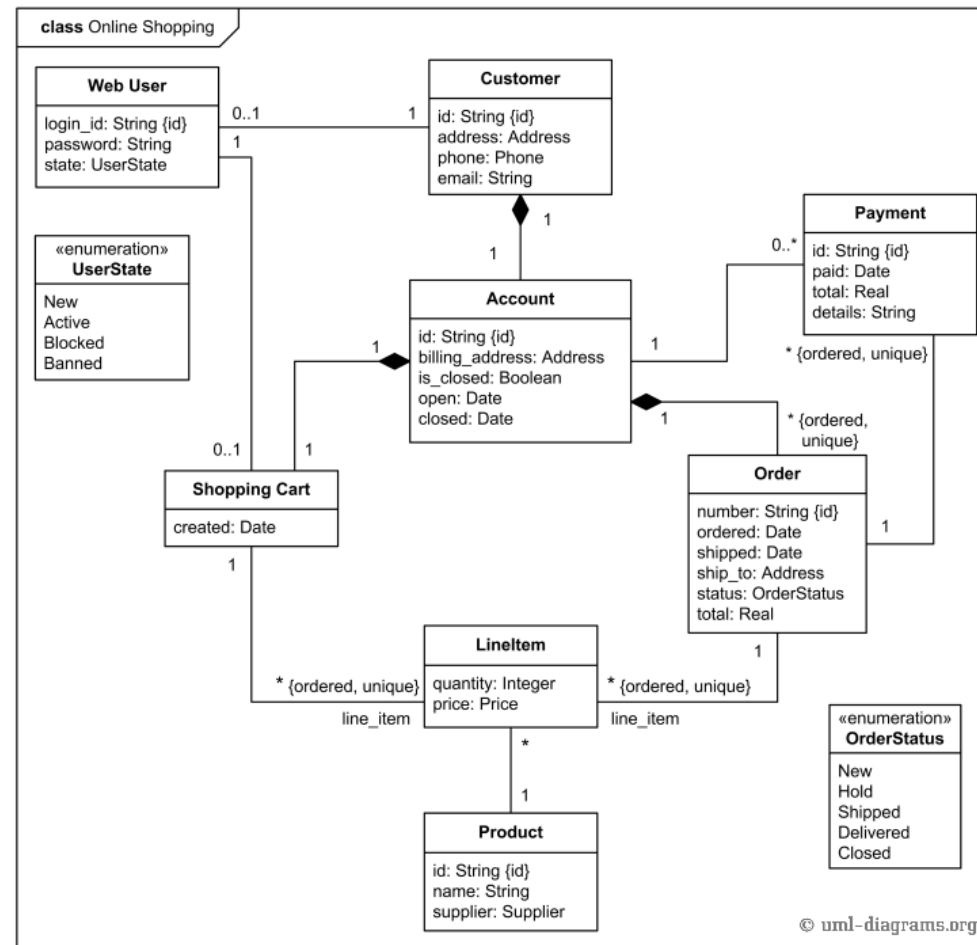 class Online Shopping
Web User
login_id: String {id}
password: String
state: UserState
0..1
1
1
Customer
id: String {id}
address: Address
phone: Phone
email: String
1
1
«enumeration»
UserState
New
Active
Blocked
Banned
Account
id: String {id}
billing_address: Address
is_closed: Boolean
open: Date
closed: Date
1
1
0..*
Payment
id: String {id}
paid: Date
total: Real
details: String
* {ordered, unique}
1
* {ordered,
unique}
0..1
1
Shopping Cart
created: Date
1
Order
number: String {id}
ordered: Date
shipped: Date
ship_to: Address
status: OrderStatus
total: Real
1
1
LineItem
quantity: Integer
price: Price
* {ordered, unique}
line_item
* {ordered, unique}
line_item
*
1
Product
id: String {id}
name: String
supplier: Supplier
«enumeration»
OrderStatus
New
Hold
Shipped
Delivered
Closed
© uml-diagrams.org